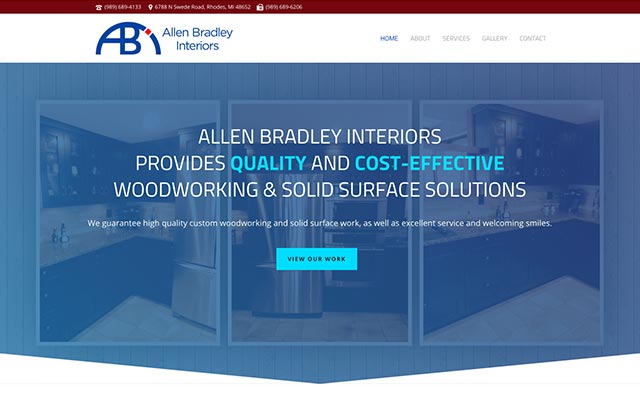 (989) 689-4133 6788 N Swede Road, Rhodes, MI 48652 (989) 689-6206
ABI Allen Bradley
Interiors
HOME ABOUT SERVICES GALLERY CONTACT
ALLEN BRADLEY INTERIORS
PROVIDES QUALITY AND COST-EFFECTIVE
WOODWORKING & SOLID SURFACE SOLUTIONS
We guarantee high quality custom woodworking and solid surface work, as well as excellent service and welcoming smiles.
VIEW OUR WORK